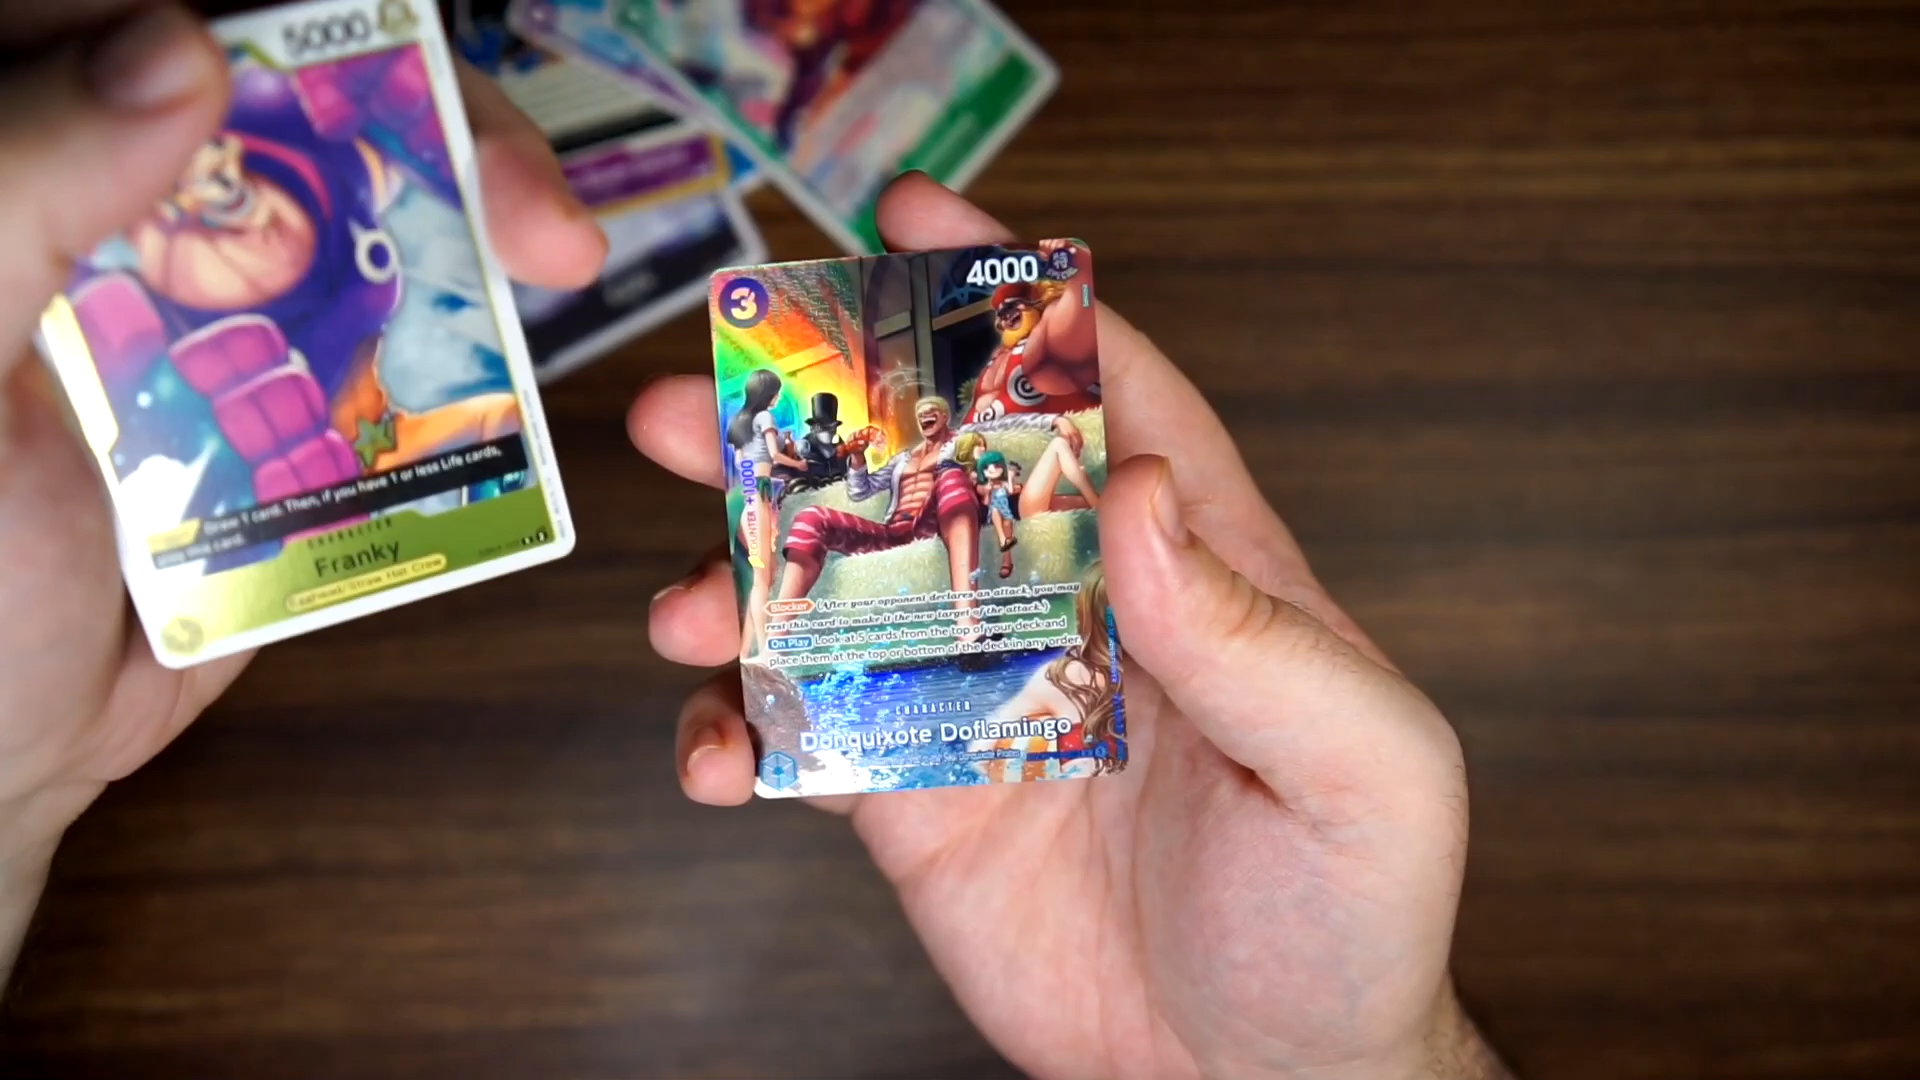 5000
Draw 1 card. Then, if you have 1 or less Life cards,
play this card.
CHARACTER
Franky
Straw Hat Crew
3
4000
SPECIAL
COUNTER +1000
Blocker (After your opponent declares an attack, you may
rest this card to make it the new target of the attack.)
On Play Look at 5 cards from the top of your deck and
place them at the top or bottom of the deck in any order.
CHARACTER
Donquixote Doflamingo
Donquixote Pirates